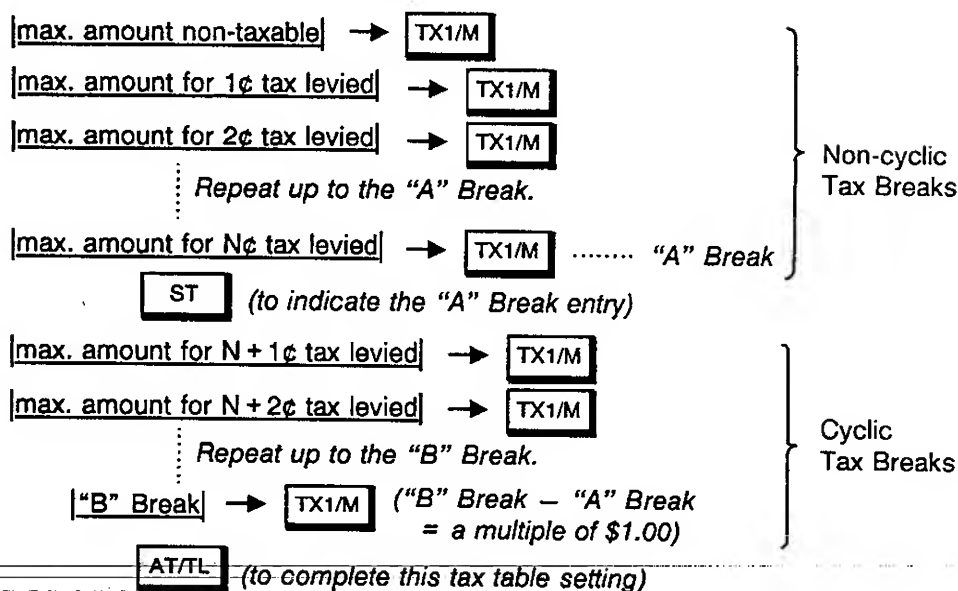 max. amount non-taxable → TX1/M
max. amount for 1¢ tax levied → TX1/M
max. amount for 2¢ tax levied → TX1/M
Repeat up to the “A” Break.
max. amount for N¢ tax levied → TX1/M ........ “A” Break
Non-cyclic
Tax Breaks
ST (to indicate the “A” Break entry)
max. amount for N + 1¢ tax levied → TX1/M
max. amount for N + 2¢ tax levied → TX1/M
Repeat up to the “B” Break.
“B” Break → TX1/M (“B” Break – “A” Break
= a multiple of $1.00)
Cyclic
Tax Breaks
AT/TL (to complete this tax table setting)